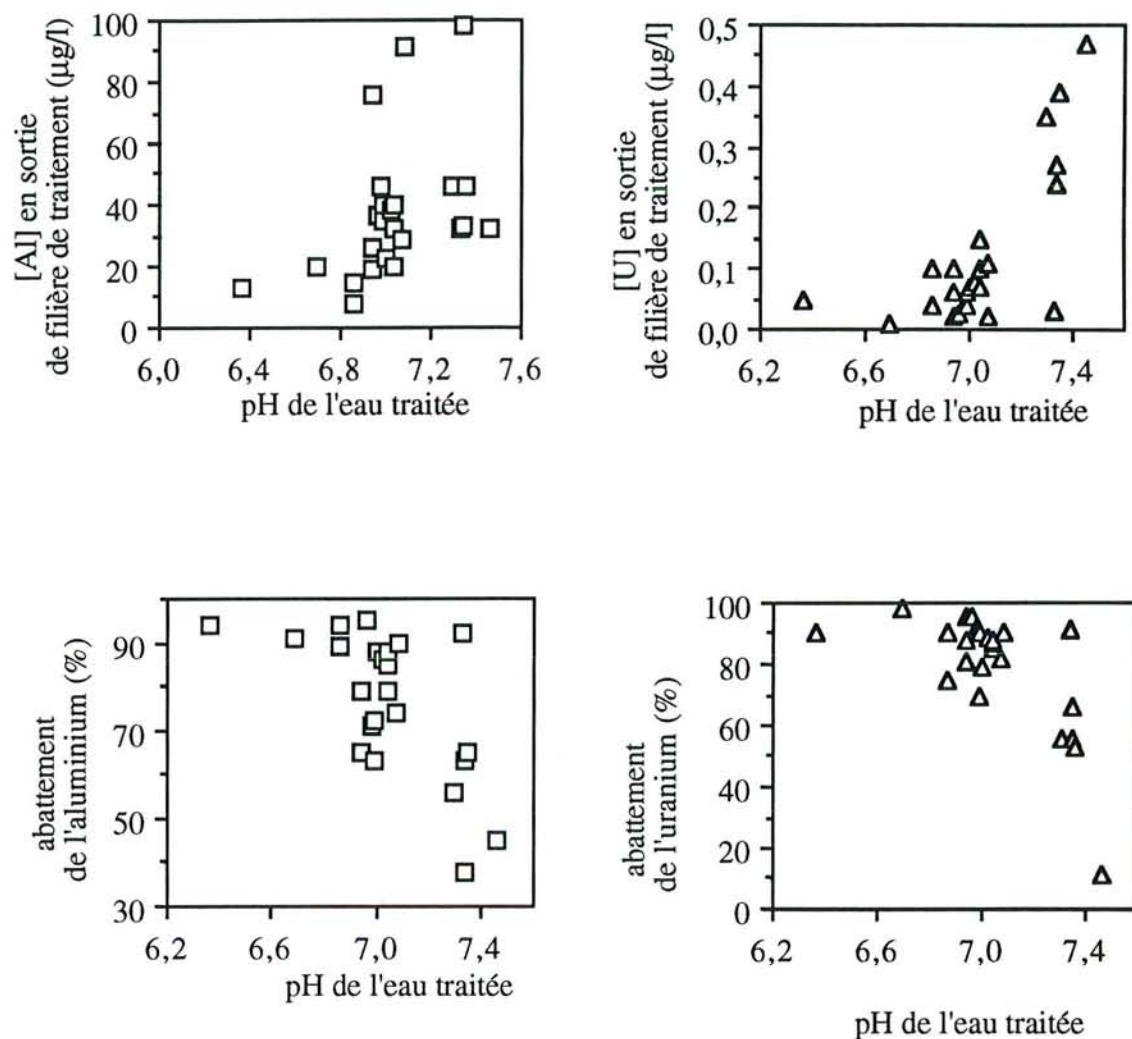 [Al] en sortie
de filière de traitement (µg/l)
100
80
60
40
20
0
6,0 6,4 6,8 7,2 7,6
pH de l'eau traitée
[U] en sortie
de filière de traitement (µg/l]
0,5
0,4
0,3
0,2
0,1
0,0
6,2 6,6 7,0 7,4
pH de l'eau traitée
abattement
de l'aluminium (%)
90
70
50
30
6,2 6,6 7,0 7,4
pH de l'eau traitée
abattement
de l'uranium (%)
100
80
60
40
20
0
6,2 6,6 7,0 7,4
pH de l'eau traitée